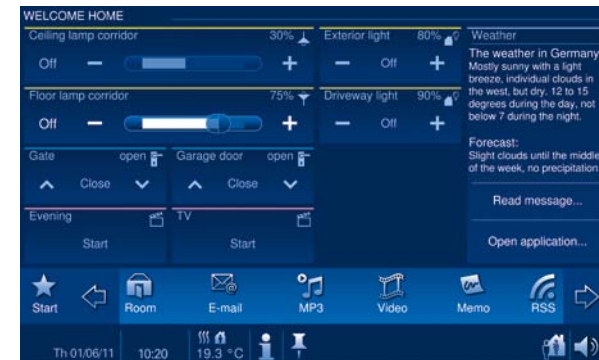 WELCOME HOME
Ceiling lamp corridor 30%
Off
Exterior light 80%
Off
Floor lamp corridor 75%
Off
Driveway light 90%
Off
Gate open
Close
Garage door open
Close
Evening
Start
TV
Start
Weather
The weather in Germany
Mostly sunny with a light
breeze, individual clouds in
the west, but dry. 12 to 15
degrees during the day, not
below 7 during the night.
Forecast:
Slight clouds until the middle
of the week, no precipitation
Read message...
Open application...
Start
Room
E-mail
MP3
Video
Memo
RSS
Th 01/06/11
10:20
19.3 °C